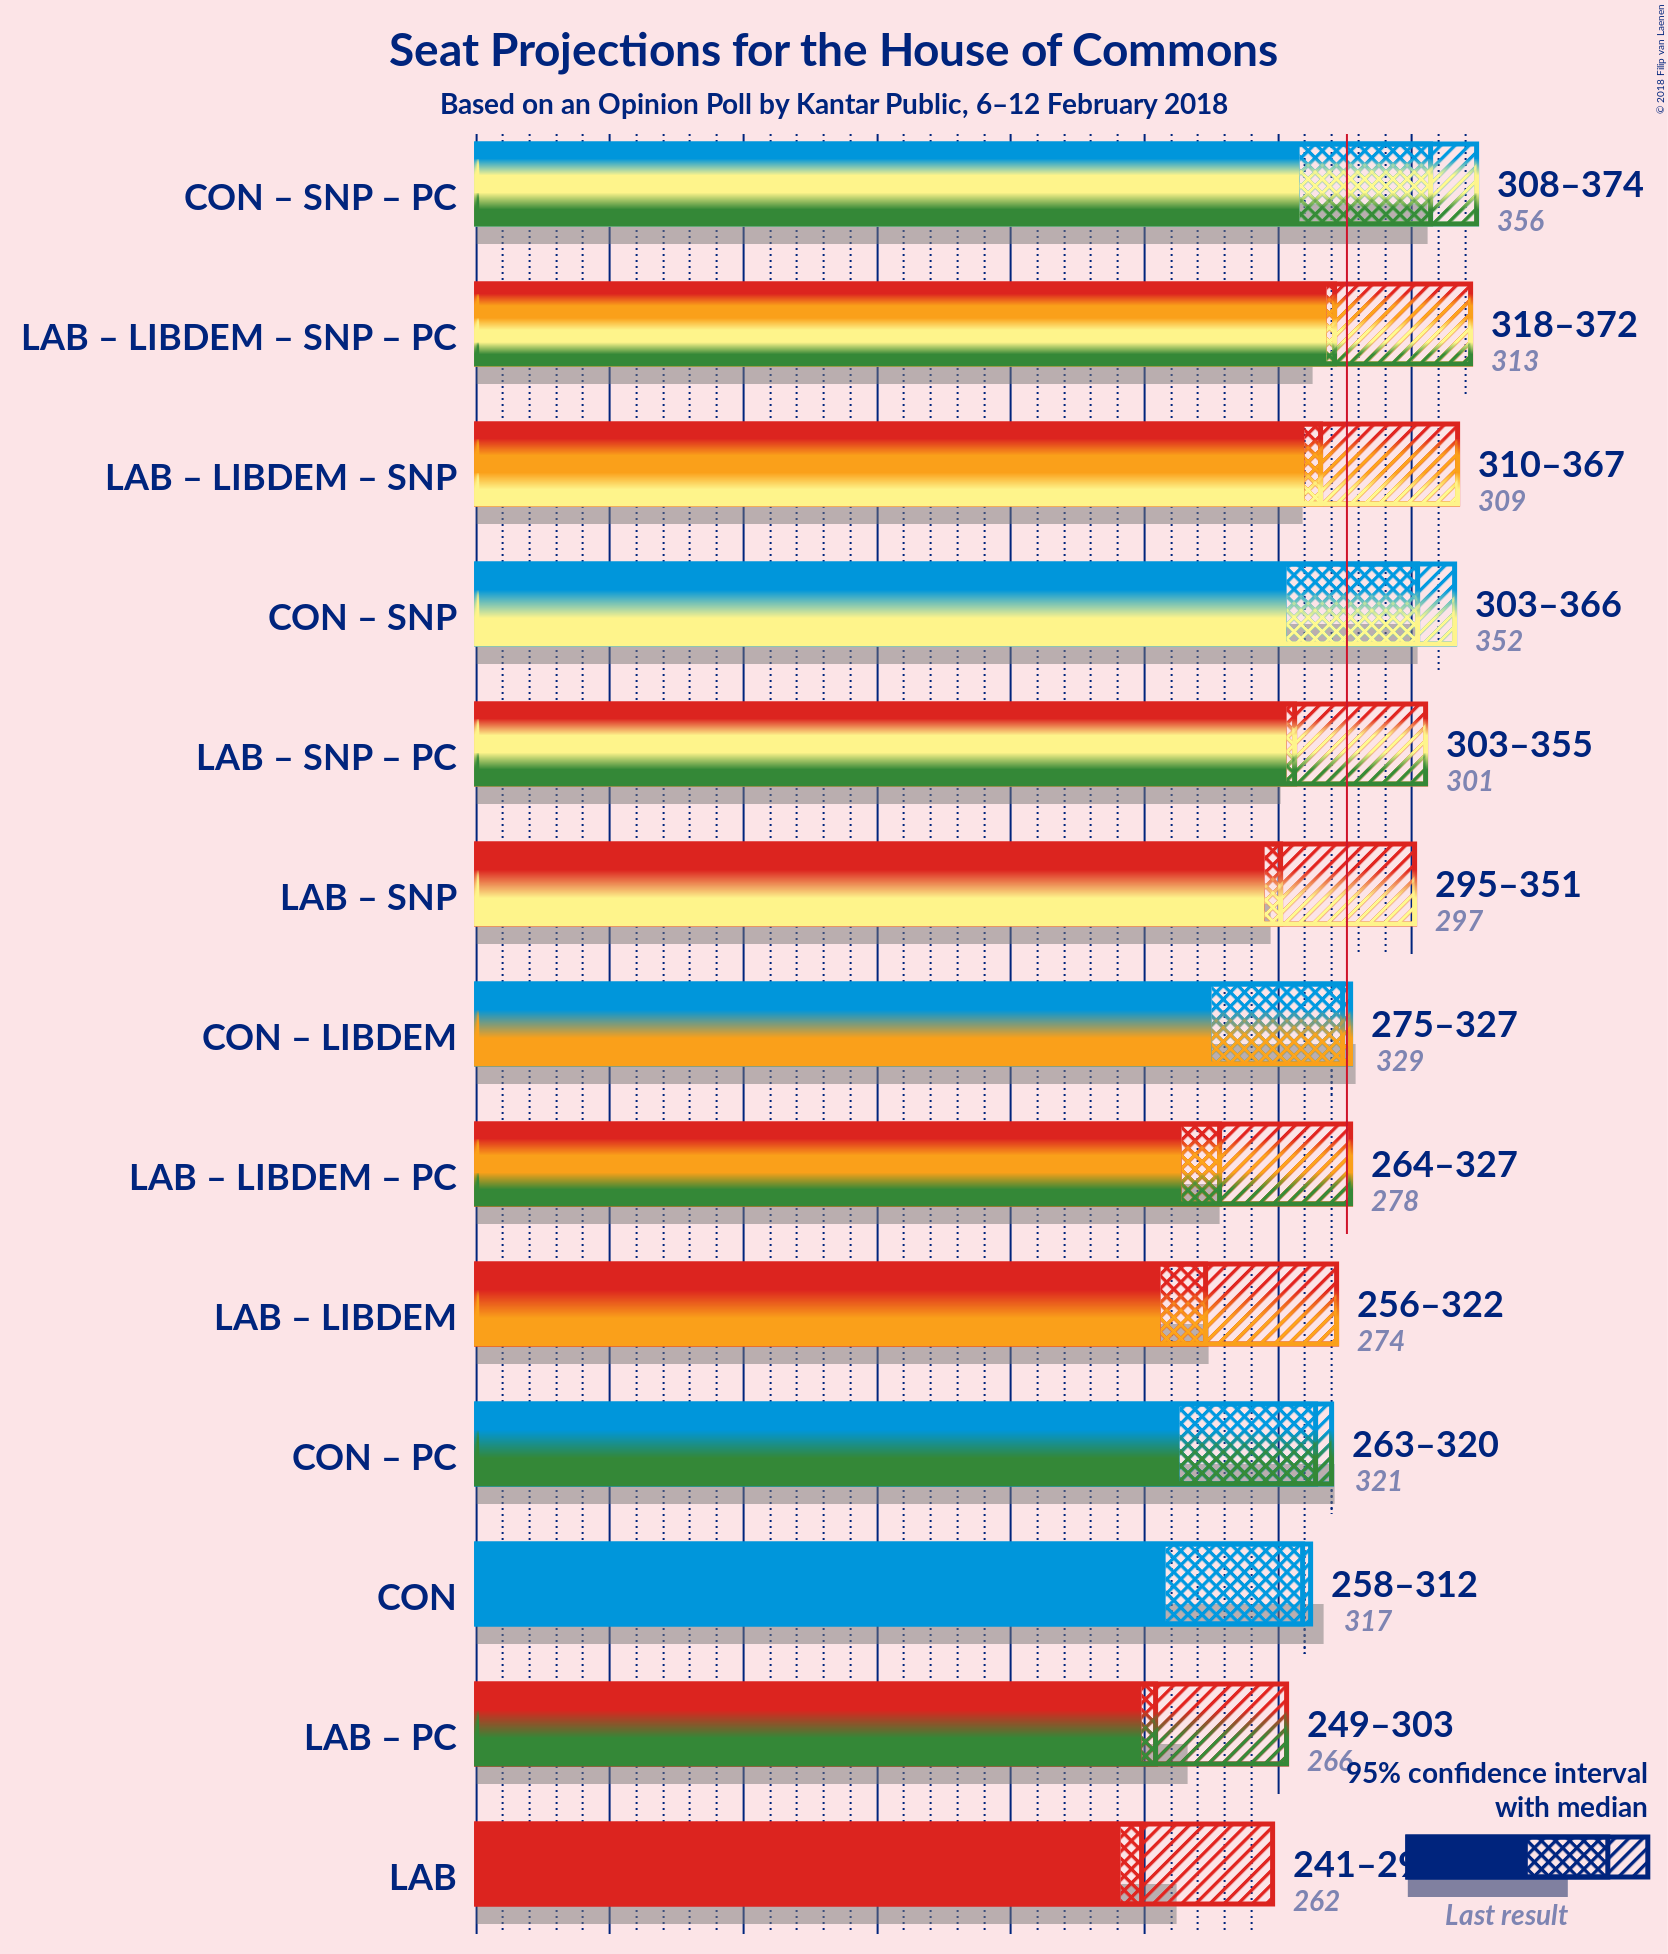 © 2018 Filip van Laenen
Seat Projections for the House of Commons
Based on an Opinion Poll by Kantar Public, 6–12 February 2018
CON – SNP – PC
308–374
356
LAB – LIBDEM – SNP – PC
318–372
313
LAB – LIBDEM – SNP
310–367
309
CON – SNP
303–366
352
LAB – SNP – PC
303–355
301
LAB – SNP
295–351
297
CON – LIBDEM
275–327
329
LAB – LIBDEM – PC
264–327
278
LAB – LIBDEM
256–322
274
CON – PC
263–320
321
CON
258–312
317
LAB – PC
249–303
266
95% confidence interval
with median
LAB
262
Last result